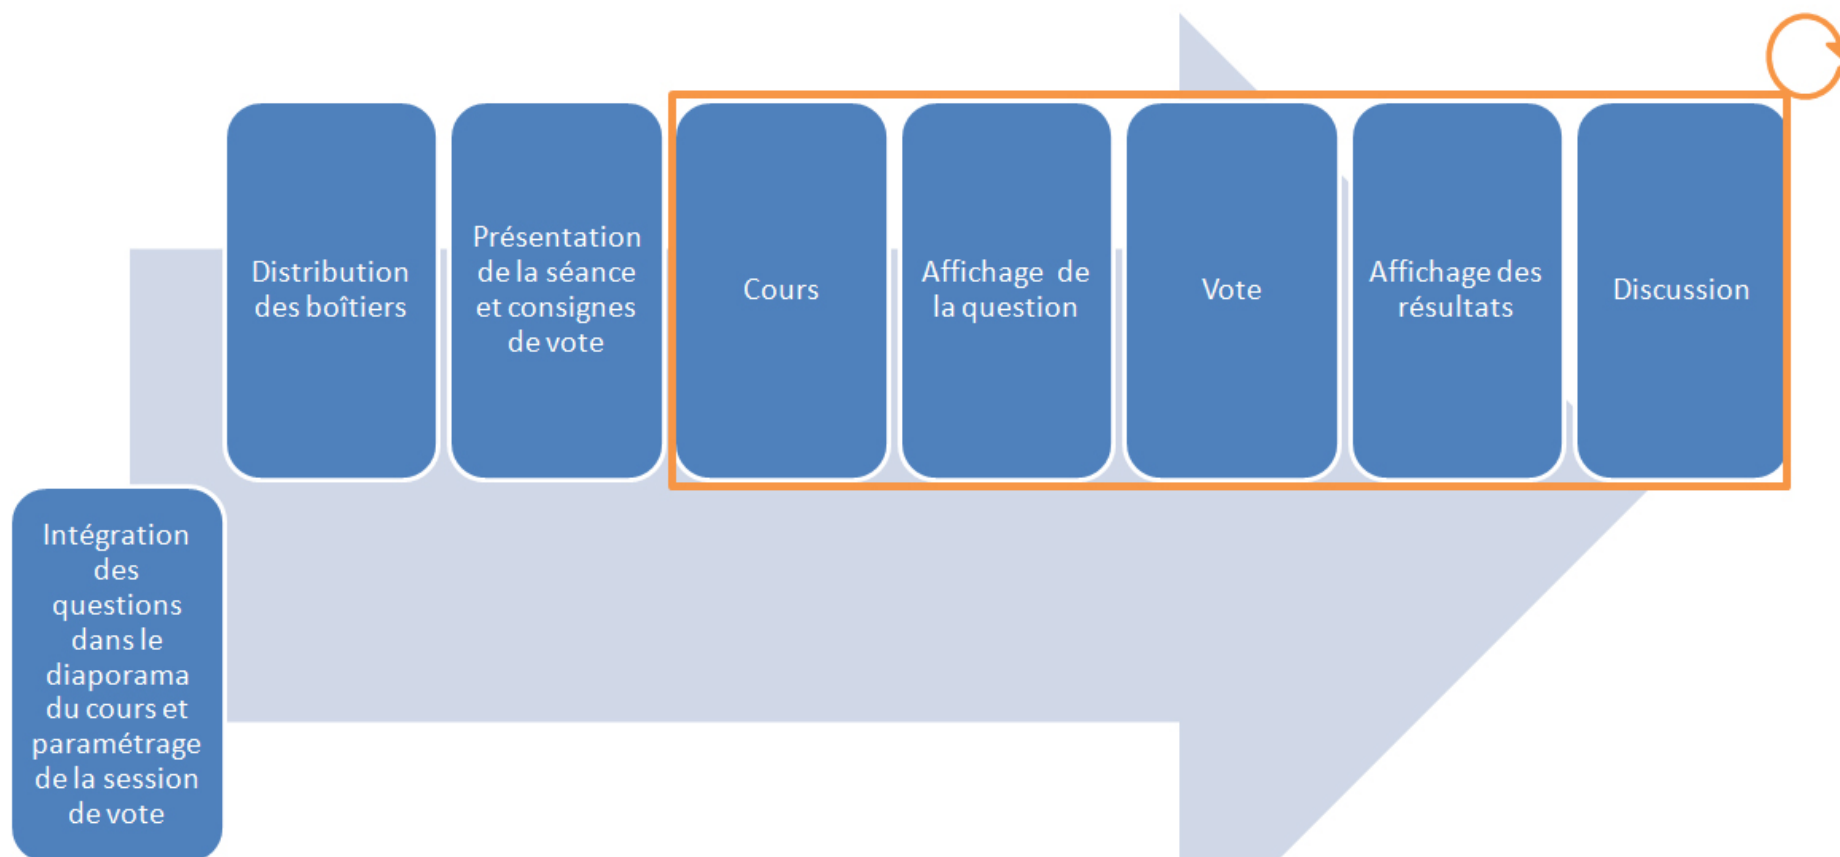 Distribution
des boîtiers
Présentation
de la séance
et consignes
de vote
Cours
Affichage de
la question
Vote
Affichage des
résultats
Discussion
Intégration
des
questions
dans le
diaporama
du cours et
paramétrage
de la session
de vote